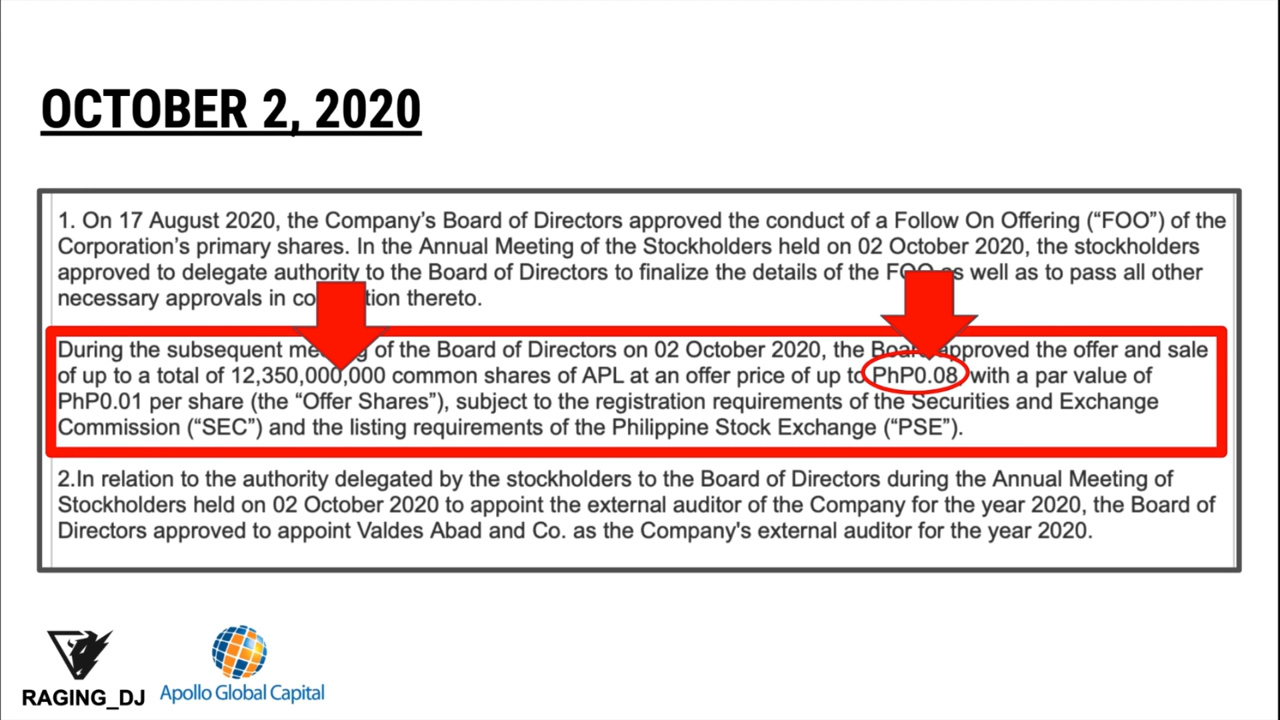 OCTOBER 2, 2020
1. On 17 August 2020, the Company's Board of Directors approved the conduct of a Follow On Offering ("FOO") of the
Corporation's primary shares. In the Annual Meeting of the Stockholders held on 02 October 2020, the stockholders
approved to delegate authority to the Board of Directors to finalize the details of the FOO as well as to pass all other
necessary approvals in thereto.
During the subsequent of the Board of Directors on 02 October 2020, the Board approved the offer and sale
of up to a total of 12,350,000,000 common shares of APL at an offer price of up to PhP0.08 with a par value of
PhP0.01 per share (the "Offer Shares"), subject to the registration requirements of the Securities and Exchange
Commission ("SEC") and the listing requirements of the Philippine Stock Exchange ("PSE").
2.In relation to the authority delegated by the stockholders to the Board of Directors during the Annual Meeting of
Stockholders held on 02 October 2020 to appoint the external auditor of the Company for the year 2020, the Board of
Directors approved to appoint Valdes Abad and Co. as the Company's external auditor for the year 2020.
RAGING_DJ
Apollo Global Capital